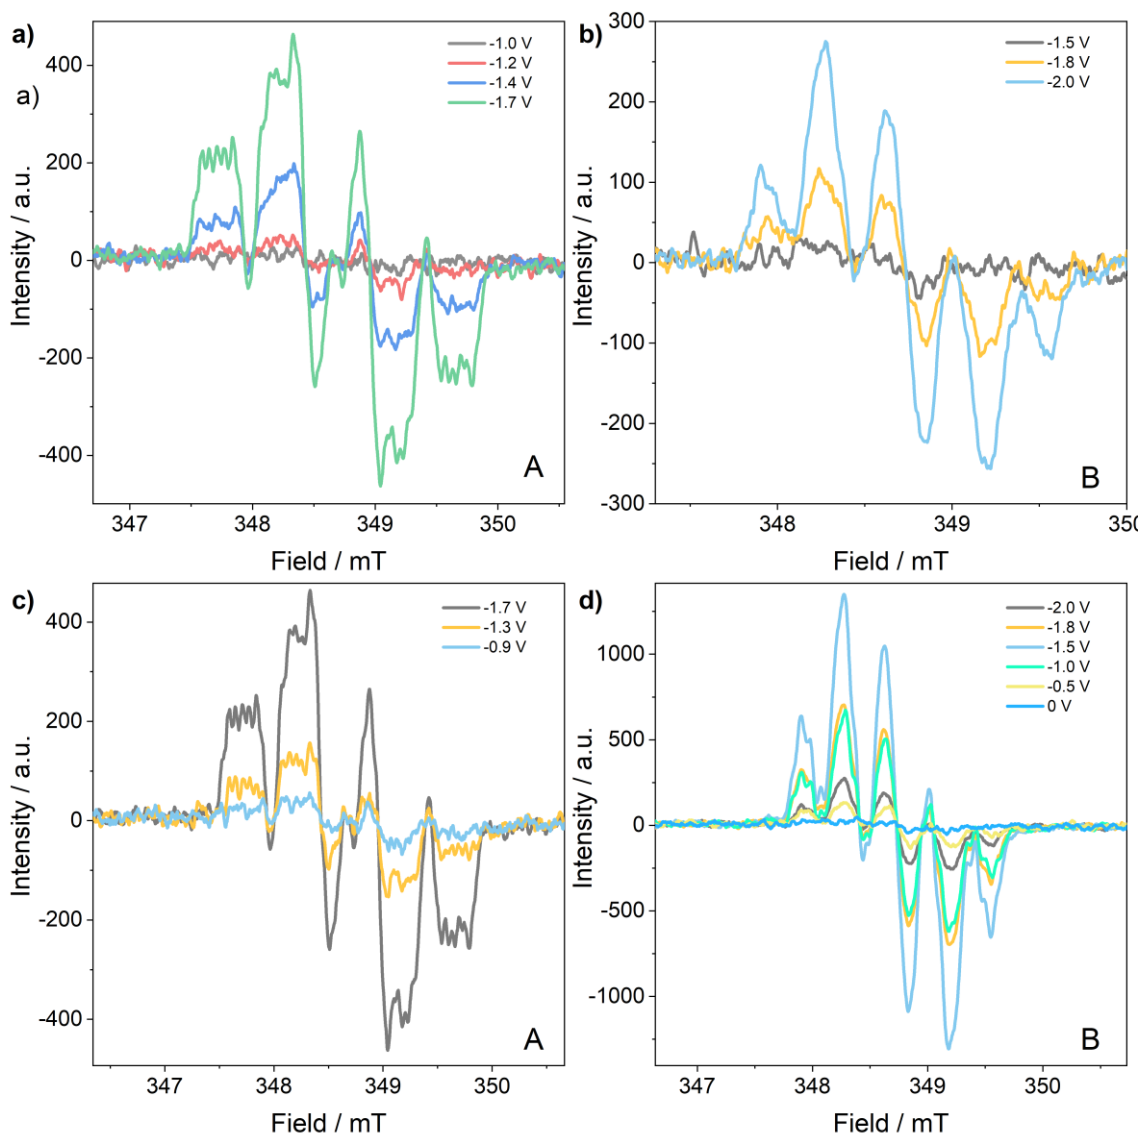 a)
-1.0 V
-1.2 V
-1.4 V
-1.7 V
a)
400
200
0
-200
-400
Intensity / a.u.
A
347
348
349
350
Field / mT
b)
-1.5 V
-1.8 V
-2.0 V
300
200
100
0
-100
-200
-300
Intensity / a.u.
B
348
349
350
Field / mT
c)
-1.7 V
-1.3 V
-0.9 V
400
200
0
-200
-400
Intensity / a.u.
A
347
348
349
350
Field / mT
d)
-2.0 V
-1.8 V
-1.5 V
-1.0 V
-0.5 V
0 V
1000
500
0
-500
-1000
Intensity / a.u.
B
347
348
349
350
Field / mT